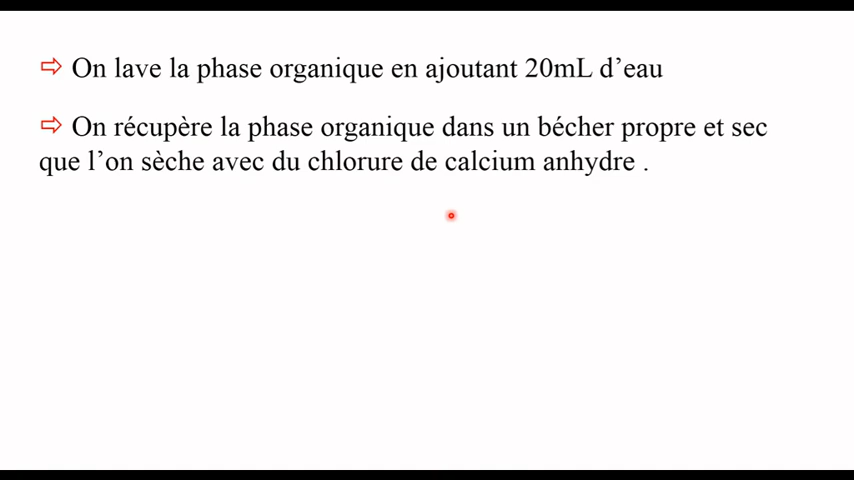 ⇨ On lave la phase organique en ajoutant 20mL d’eau
⇨ On récupère la phase organique dans un bécher propre et sec
que l’on sèche avec du chlorure de calcium anhydre .